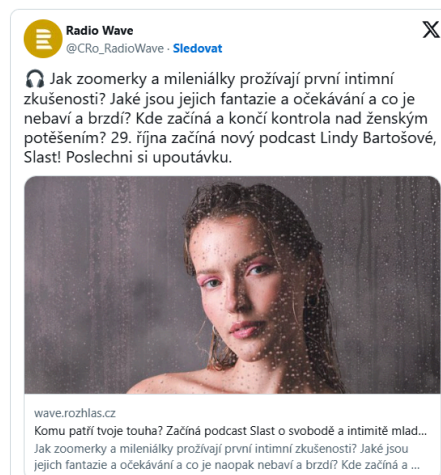 Radio Wave
@CRo_RadioWave · Sledovat
🎧 Jak zoomerky a mileniálky prožívají první intimní
zkušenosti? Jaké jsou jejich fantazie a očekávání a co je
nebaví a brzdí? Kde začíná a končí kontrola nad ženským
potěšením? 29. října začíná nový podcast Lindy Bartošové,
Slast! Poslechni si upoutávku.
wave.rozhlas.cz
Komu patří tvoje touha? Začíná podcast Slast o svobodě a intimitě mlad...
Jak zoomerky a mileniálky prožívají první intimní zkušenosti? Jaké jsou
jejich fantazie a očekávání a co je naopak nebaví a brzdí? Kde začíná a ...